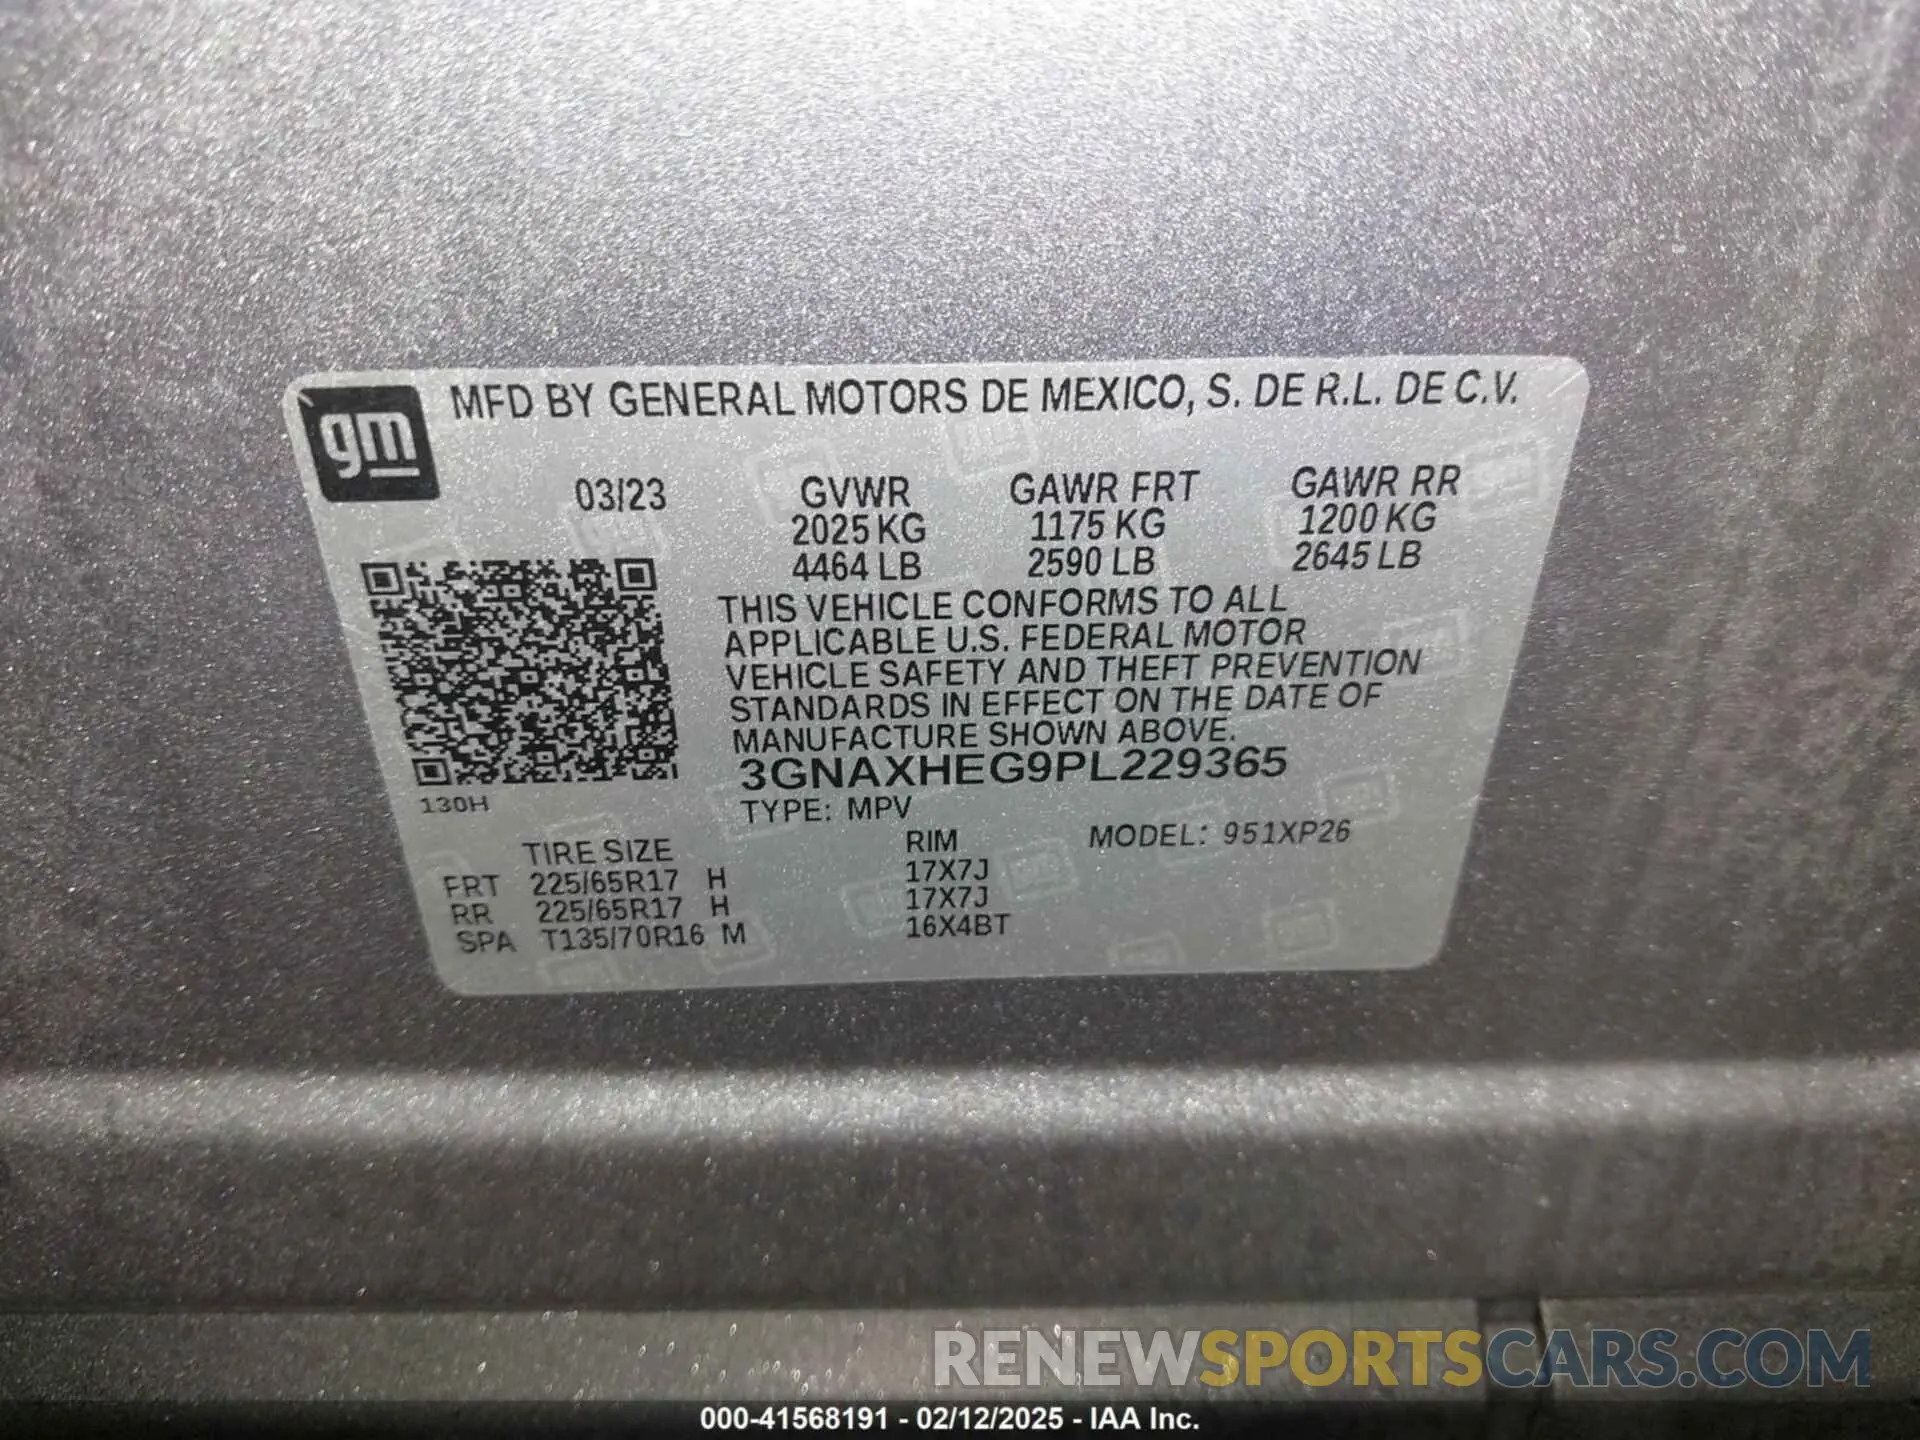 gm
MFD BY GENERAL MOTORS DE MEXICO, S. DE R.L. DE C.V.
03/23 GVWR GAWR FRT GAWR RR
2025 KG 1175 KG 1200 KG
4464 LB 2590 LB 2645 LB
THIS VEHICLE CONFORMS TO ALL
APPLICABLE U.S. FEDERAL MOTOR
VEHICLE SAFETY AND THEFT PREVENTION
STANDARDS IN EFFECT ON THE DATE OF
MANUFACTURE SHOWN ABOVE.
3GNAXHEG9PL229365
130H TYPE: MPV
TIRE SIZE RIM MODEL: 951XP26
FRT 225/65R17 H 17X7J
RR 225/65R17 H 17X7J
SPA T135/70R16 M 16X4BT
RENEWSPORTSCARS.COM
000-41568191 - 02/12/2025 - IAA Inc.